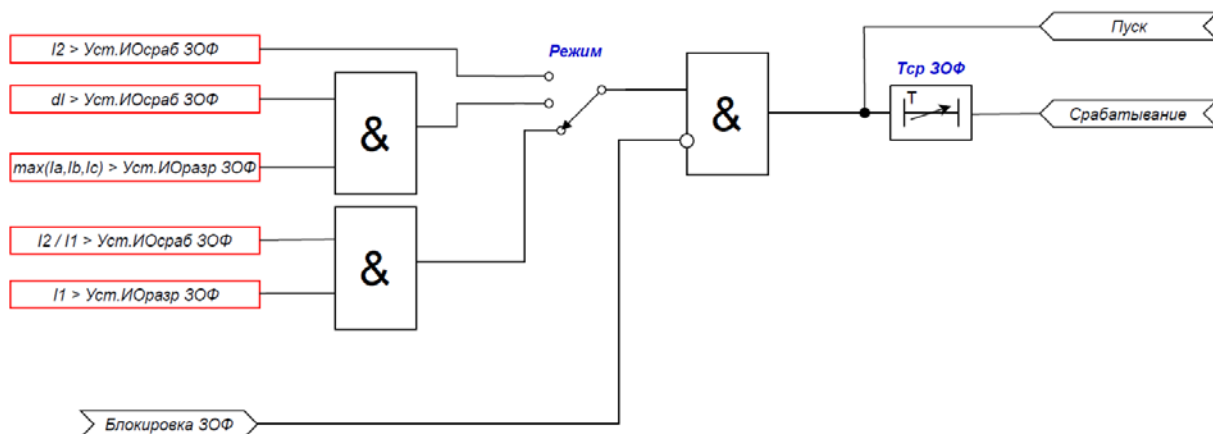 I2 > Уст.ИОсраб ЗОФ
dI > Уст.ИОсраб ЗОФ
max(Ia,Ib,Ic) > Уст.ИОразр ЗОФ
I2 / I1 > Уст.ИОсраб ЗОФ
I1 > Уст.ИОразр ЗОФ
Блокировка ЗОФ
&
&
Режим
&
Тср ЗОФ
T
Пуск
Срабатывание